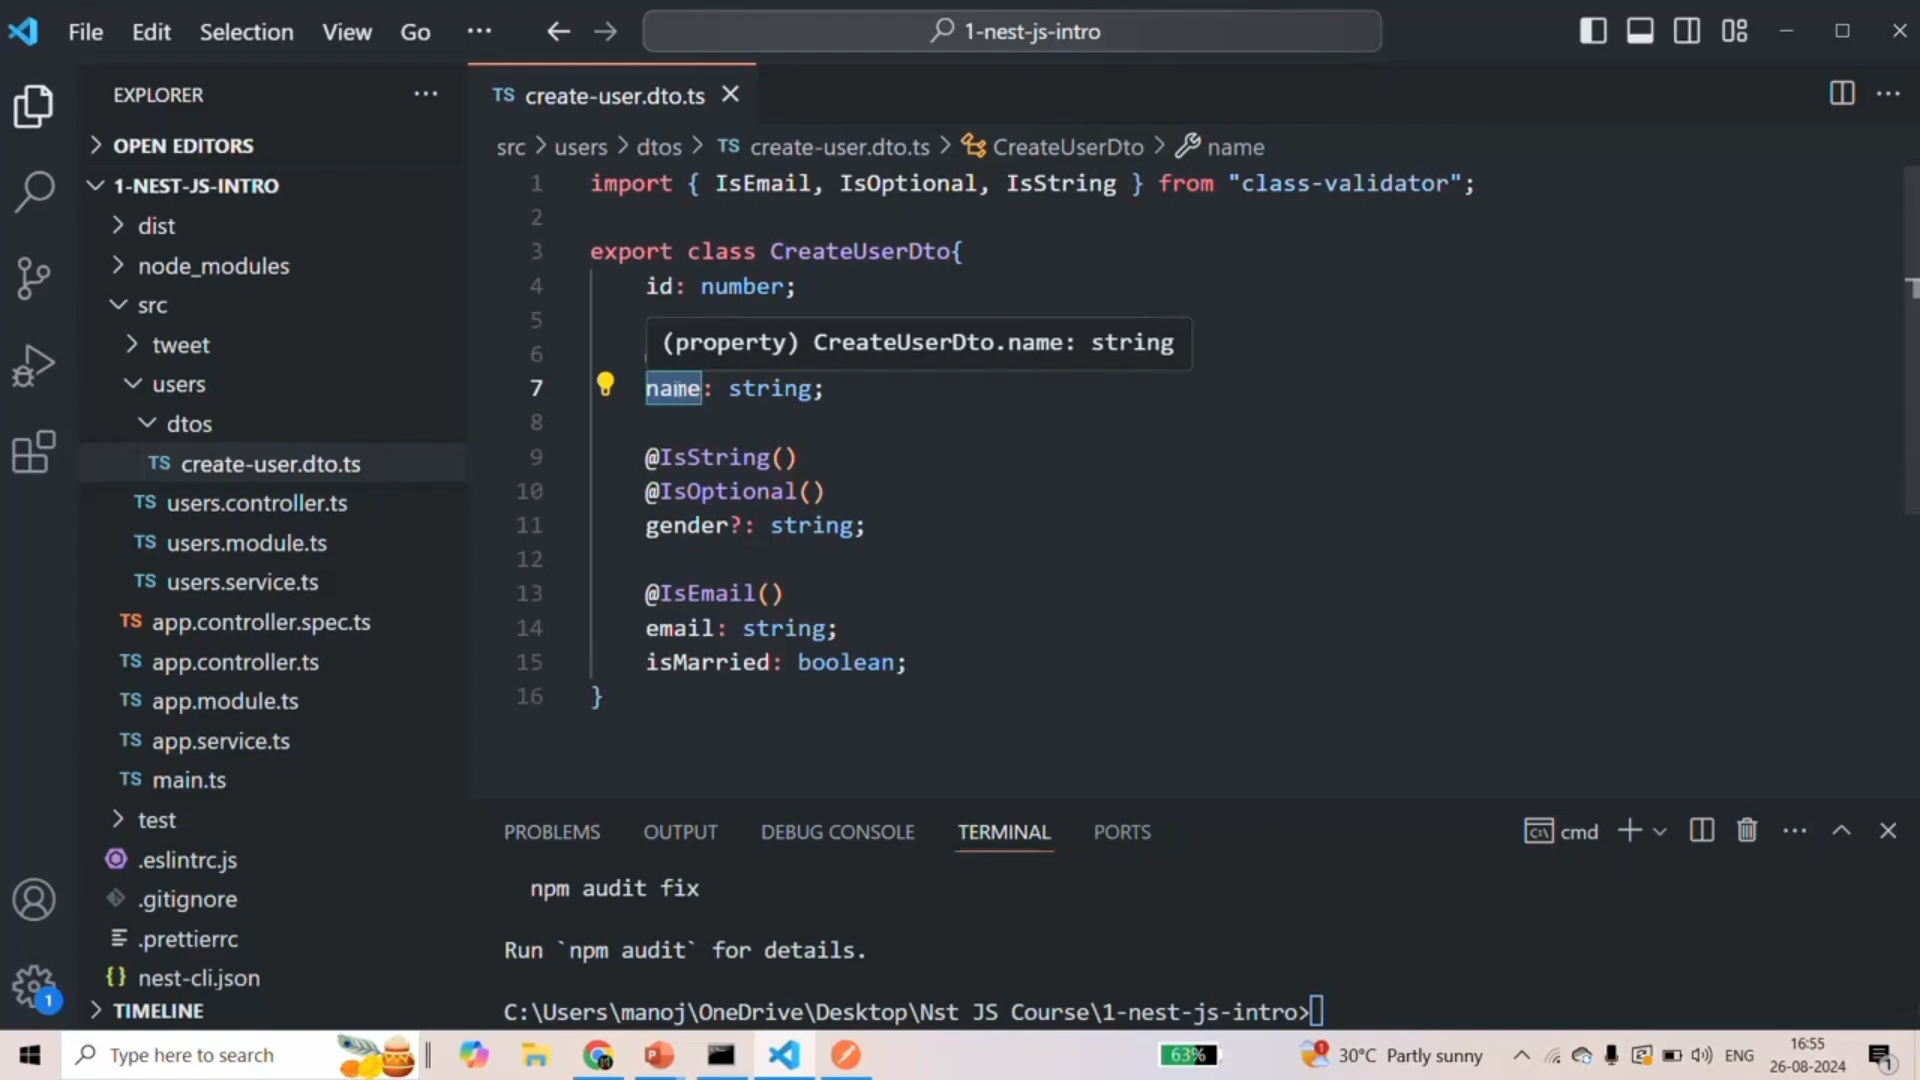 File Edit Selection View Go ··· 1-nest-js-intro
EXPLORER ···
OPEN EDITORS
1-NEST-JS-INTRO
dist
node_modules
src
tweet
users
dtos
TS create-user.dto.ts
TS users.controller.ts
TS users.module.ts
TS users.service.ts
TS app.controller.spec.ts
TS app.controller.ts
TS app.module.ts
TS app.service.ts
TS main.ts
test
.eslintrc.js
.gitignore
.prettierrc
{} nest-cli.json
TIMELINE
1
TS create-user.dto.ts
src > users > dtos > TS create-user.dto.ts > CreateUserDto > name
1 import { IsEmail, IsOptional, IsString } from "class-validator";
2
3 export class CreateUserDto{
4 id: number;
5
(property) CreateUserDto.name: string
6
7 name: string;
8
9 @IsString()
10 @IsOptional()
11 gender?: string;
12
13 @IsEmail()
14 email: string;
15 isMarried: boolean;
16 }
PROBLEMS OUTPUT DEBUG CONSOLE TERMINAL PORTS cmd
npm audit fix
Run `npm audit` for details.
C:\Users\manoj\OneDrive\Desktop\Nst JS Course\1-nest-js-intro>
Type here to search 63% 1 30°C Partly sunny ENG 16:55
26-08-2024 1